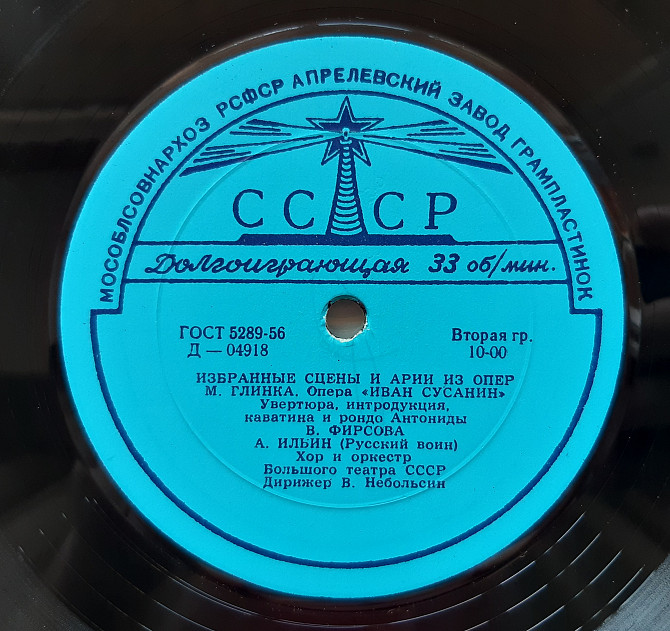 МОСОБЛСОВНАРХОЗ РСФСР АПРЕЛЕВСКИЙ ЗАВОД ГРАМПЛАСТИНОК
СССР
Долгоиграющая 33 об/мин.
ГОСТ 5289-56 Вторая гр.
Д — 04918 10-00
ИЗБРАННЫЕ СЦЕНЫ И АРИИ ИЗ ОПЕР
М. ГЛИНКА. Опера «ИВАН СУСАНИН»
Увертюра, интродукция,
каватина и рондо Антониды
В. ФИРСОВА
А. ИЛЬИН (Русский воин)
Хор и оркестр
Большого театра СССР
Дирижер В. Небольсин